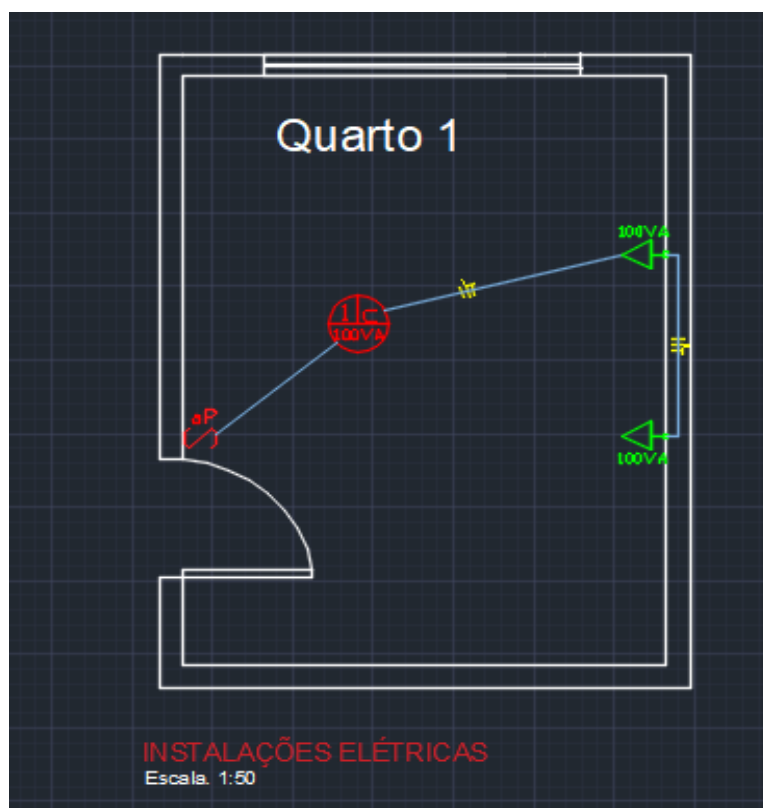 Quarto 1
100VA
1 c
100VA
aP
100VA
INSTALAÇÕES ELÉTRICAS
Escala. 1:50